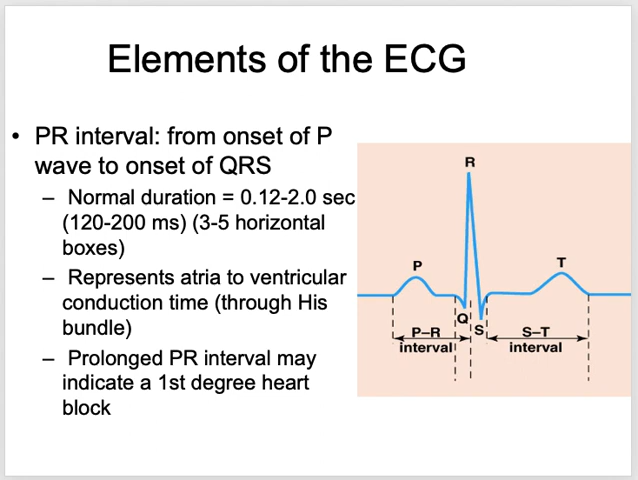 Elements of the ECG
• PR interval: from onset of P
wave to onset of QRS
– Normal duration = 0.12-2.0 sec
(120-200 ms) (3-5 horizontal
boxes)
– Represents atria to ventricular
conduction time (through His
bundle)
– Prolonged PR interval may
indicate a 1st degree heart
block
R
P
T
Q
S
P–R
interval
S–T
interval